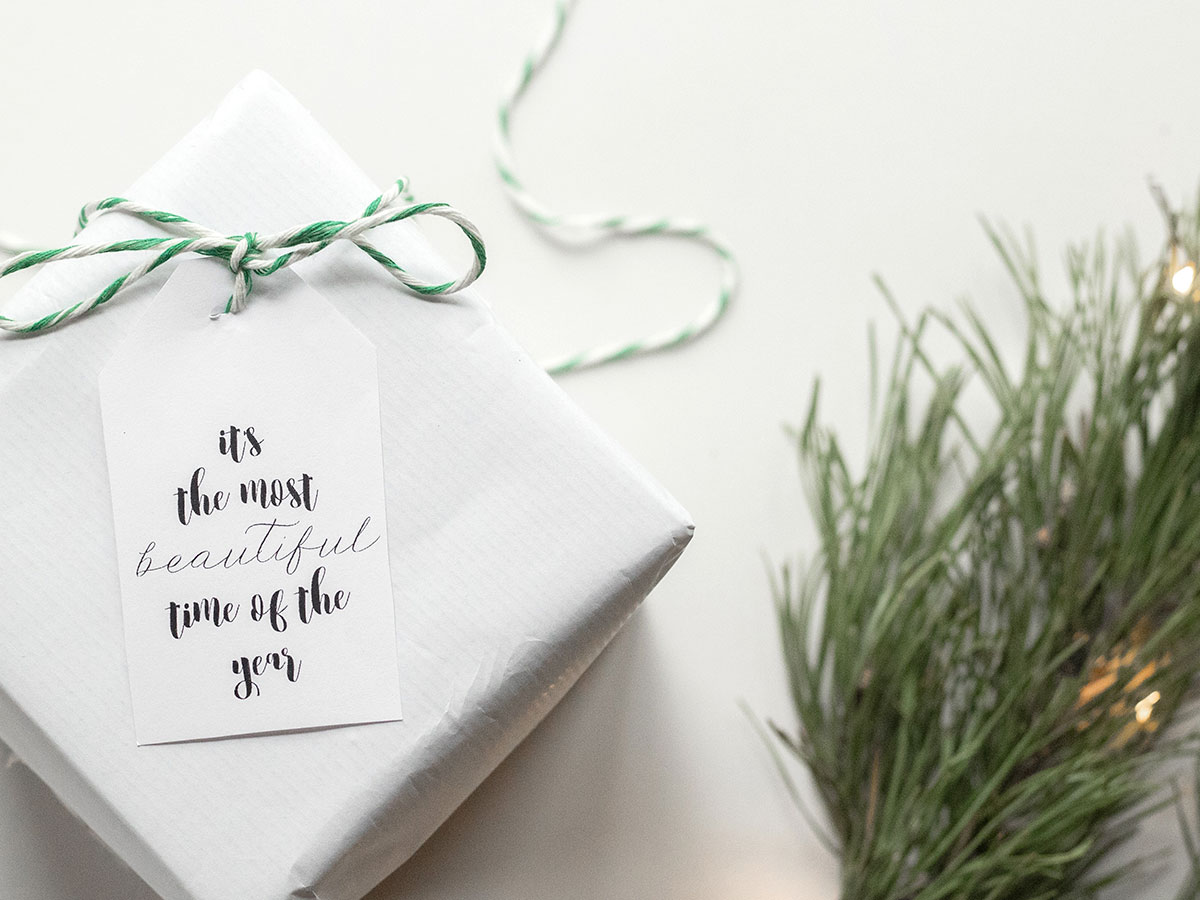 it's
the most
beautiful
time of the
year